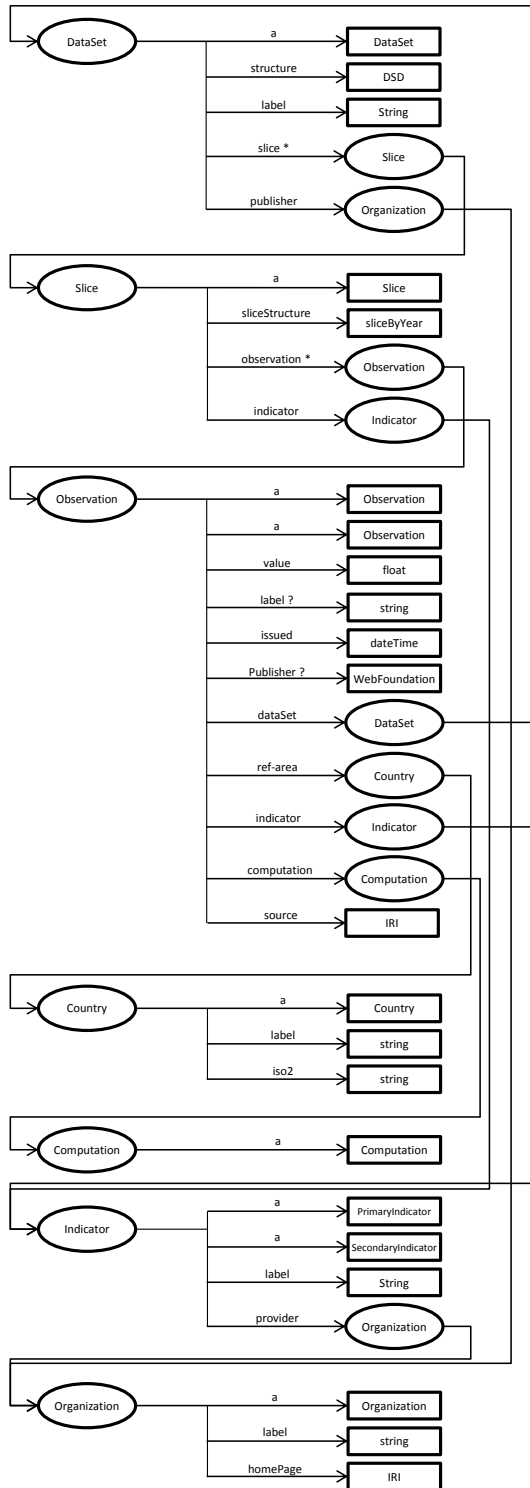 DataSet a DataSet
structure DSD
label String
slice * Slice
publisher Organization
Slice a Slice
sliceStructure sliceByYear
observation * Observation
indicator Indicator
Observation a Observation
a Observation
value float
label ? string
issued dateTime
Publisher ? WebFoundation
dataSet DataSet
ref-area Country
indicator Indicator
computation Computation
source IRI
Country a Country
label string
iso2 string
Computation a Computation
Indicator a PrimaryIndicator
a SecondaryIndicator
label String
provider Organization
Organization a Organization
label string
homePage IRI